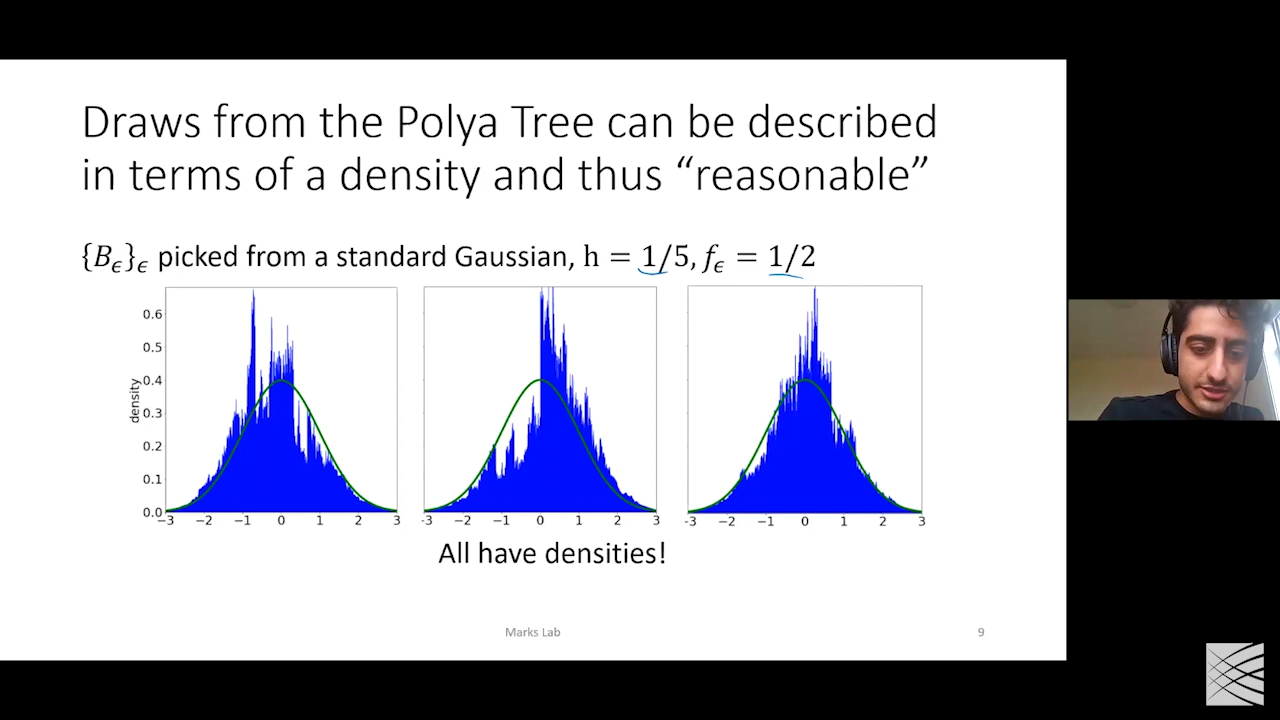 Draws from the Polya Tree can be described
in terms of a density and thus “reasonable”
{B_ϵ}_ϵ picked from a standard Gaussian, h = 1/5, f_ϵ = 1/2
density
0.6
0.5
0.4
0.3
0.2
0.1
0.0
−3 −2 −1 0 1 2 3
-3 −2 −1 0 1 2 3
-3 −2 −1 0 1 2 3
All have densities!
Marks Lab
9